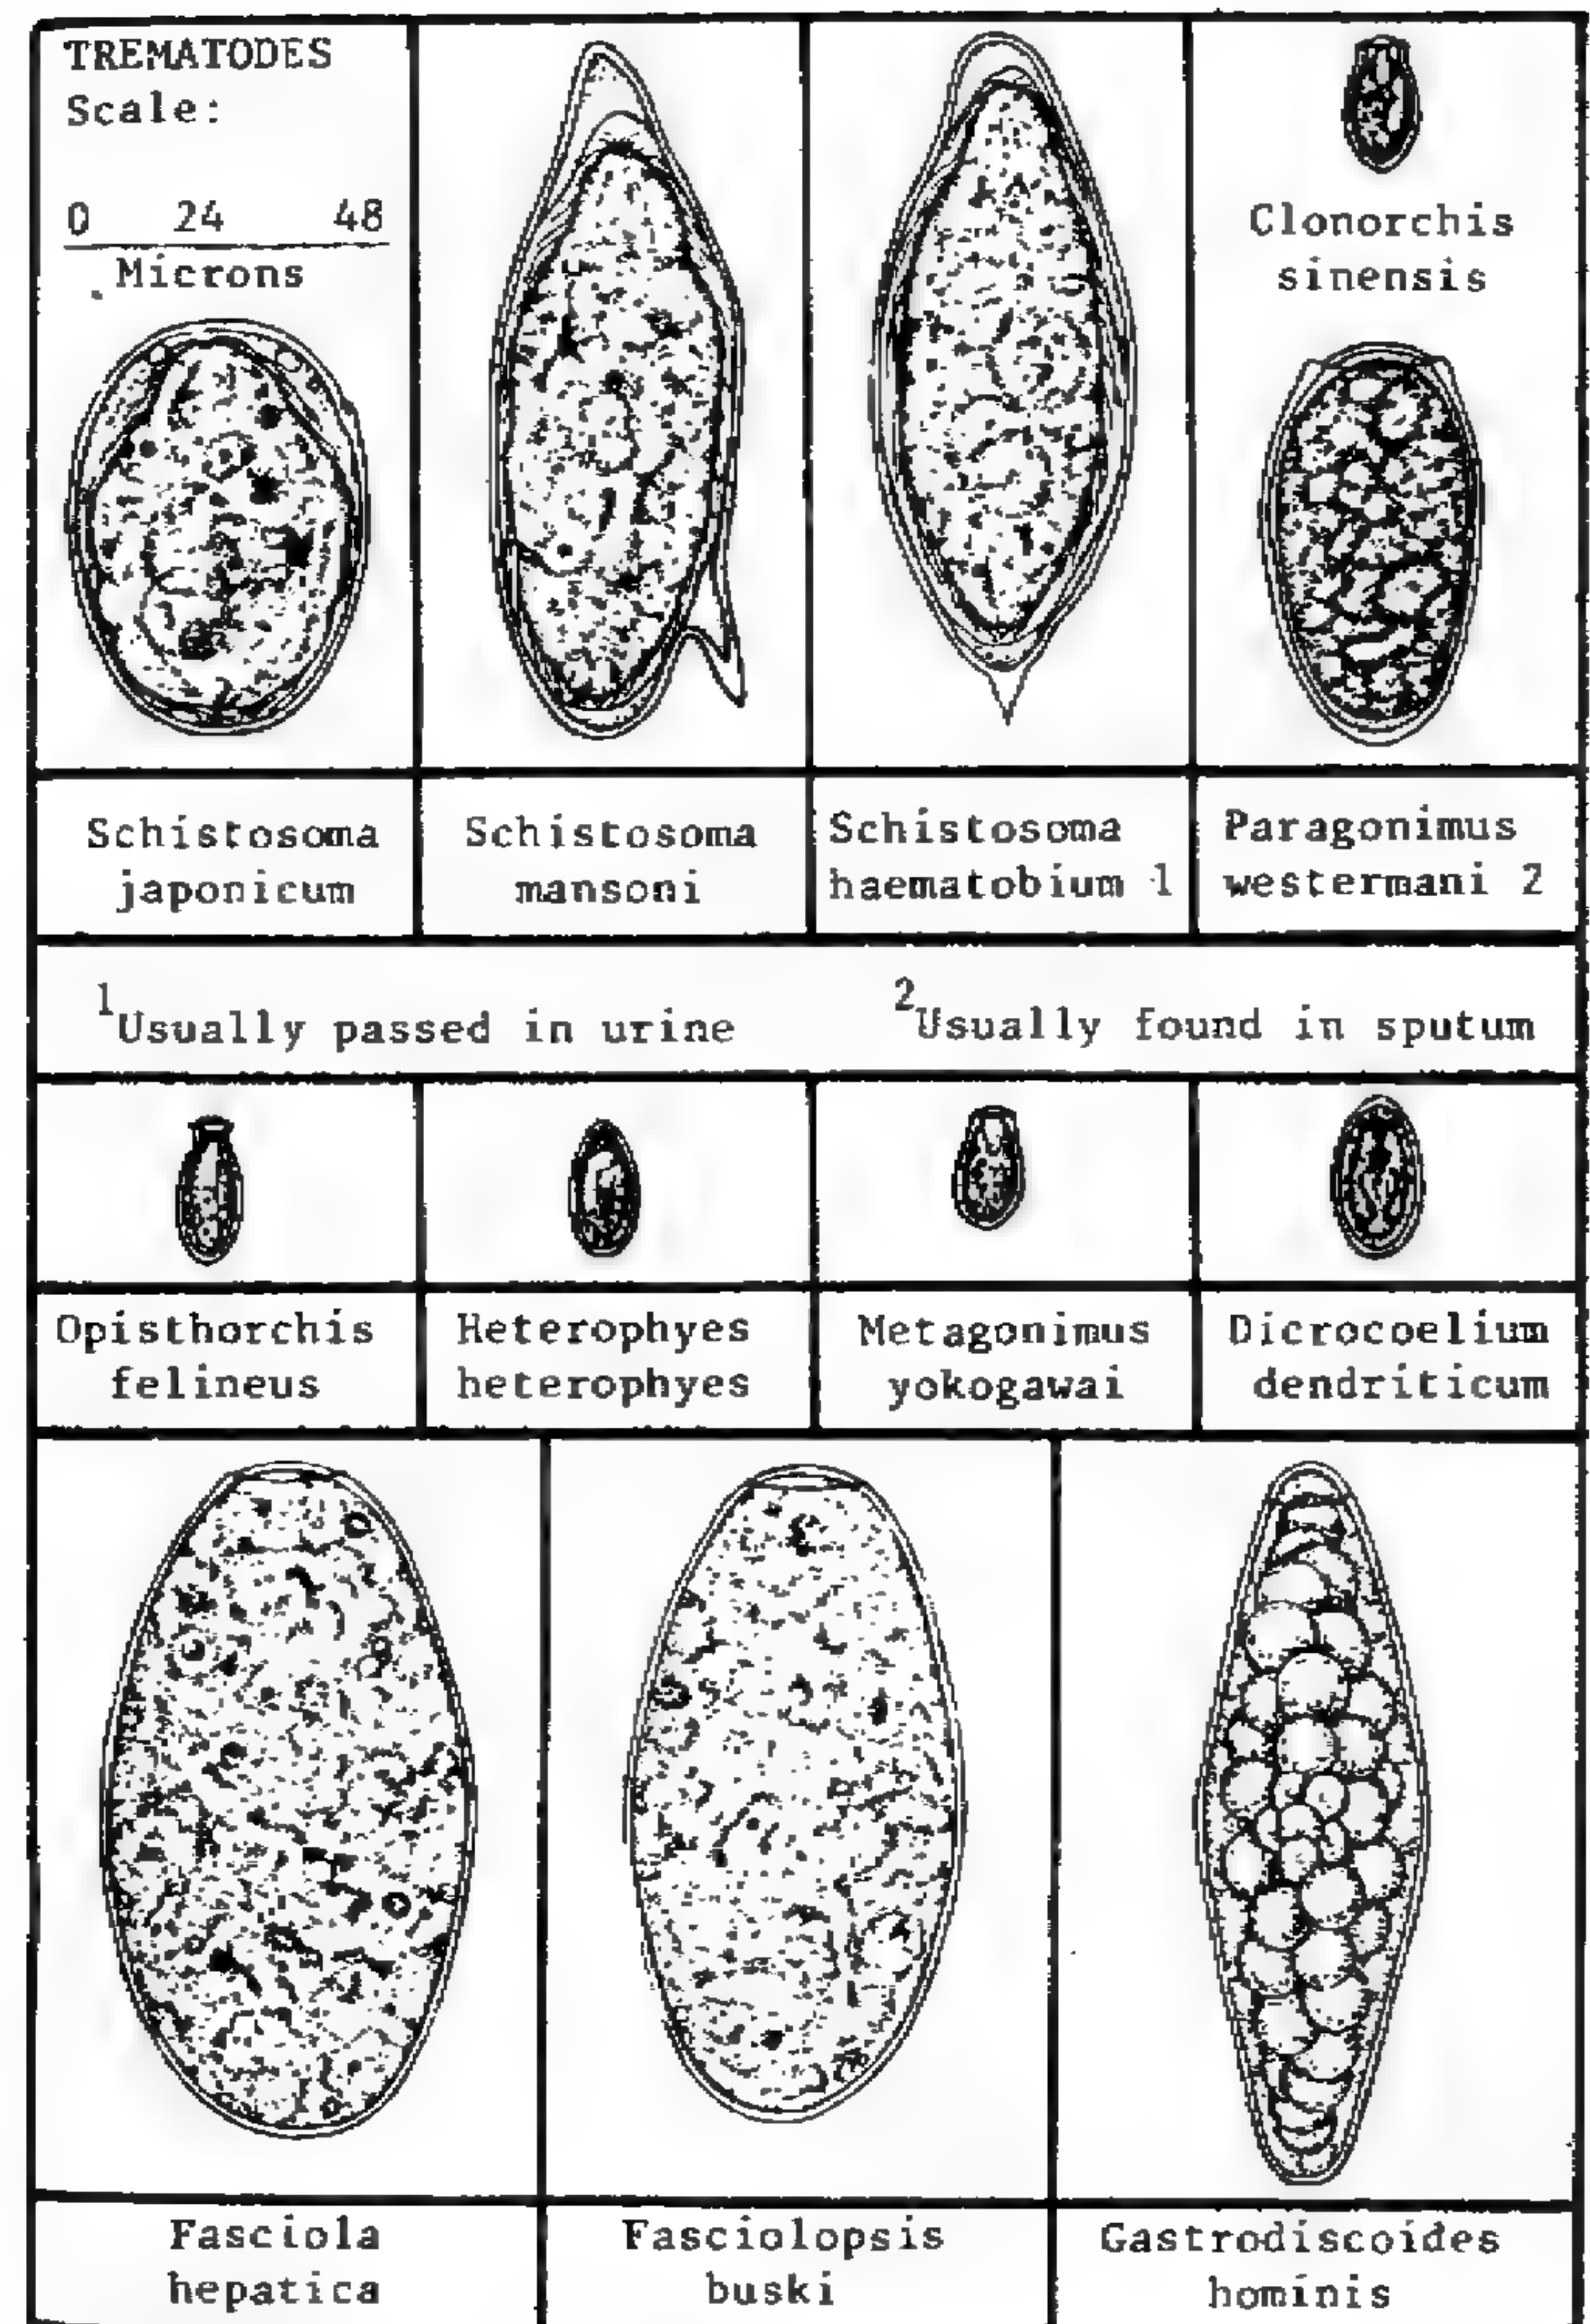 TREMATODES
Scale:
0 24 48
Microns
Clonorchis
sinensis
Schistosoma
japonicum
Schistosoma
mansoni
Schistosoma
haematobium 1
Paragonimus
westermani 2
1Usually passed in urine
2Usually found in sputum
Opisthorchis
felineus
Heterophyes
heterophyes
Metagonimus
yokogawai
Dicrocoelium
dendriticum
Fasciola
hepatica
Fasciolopsis
buski
Gastrodiscoides
hominis